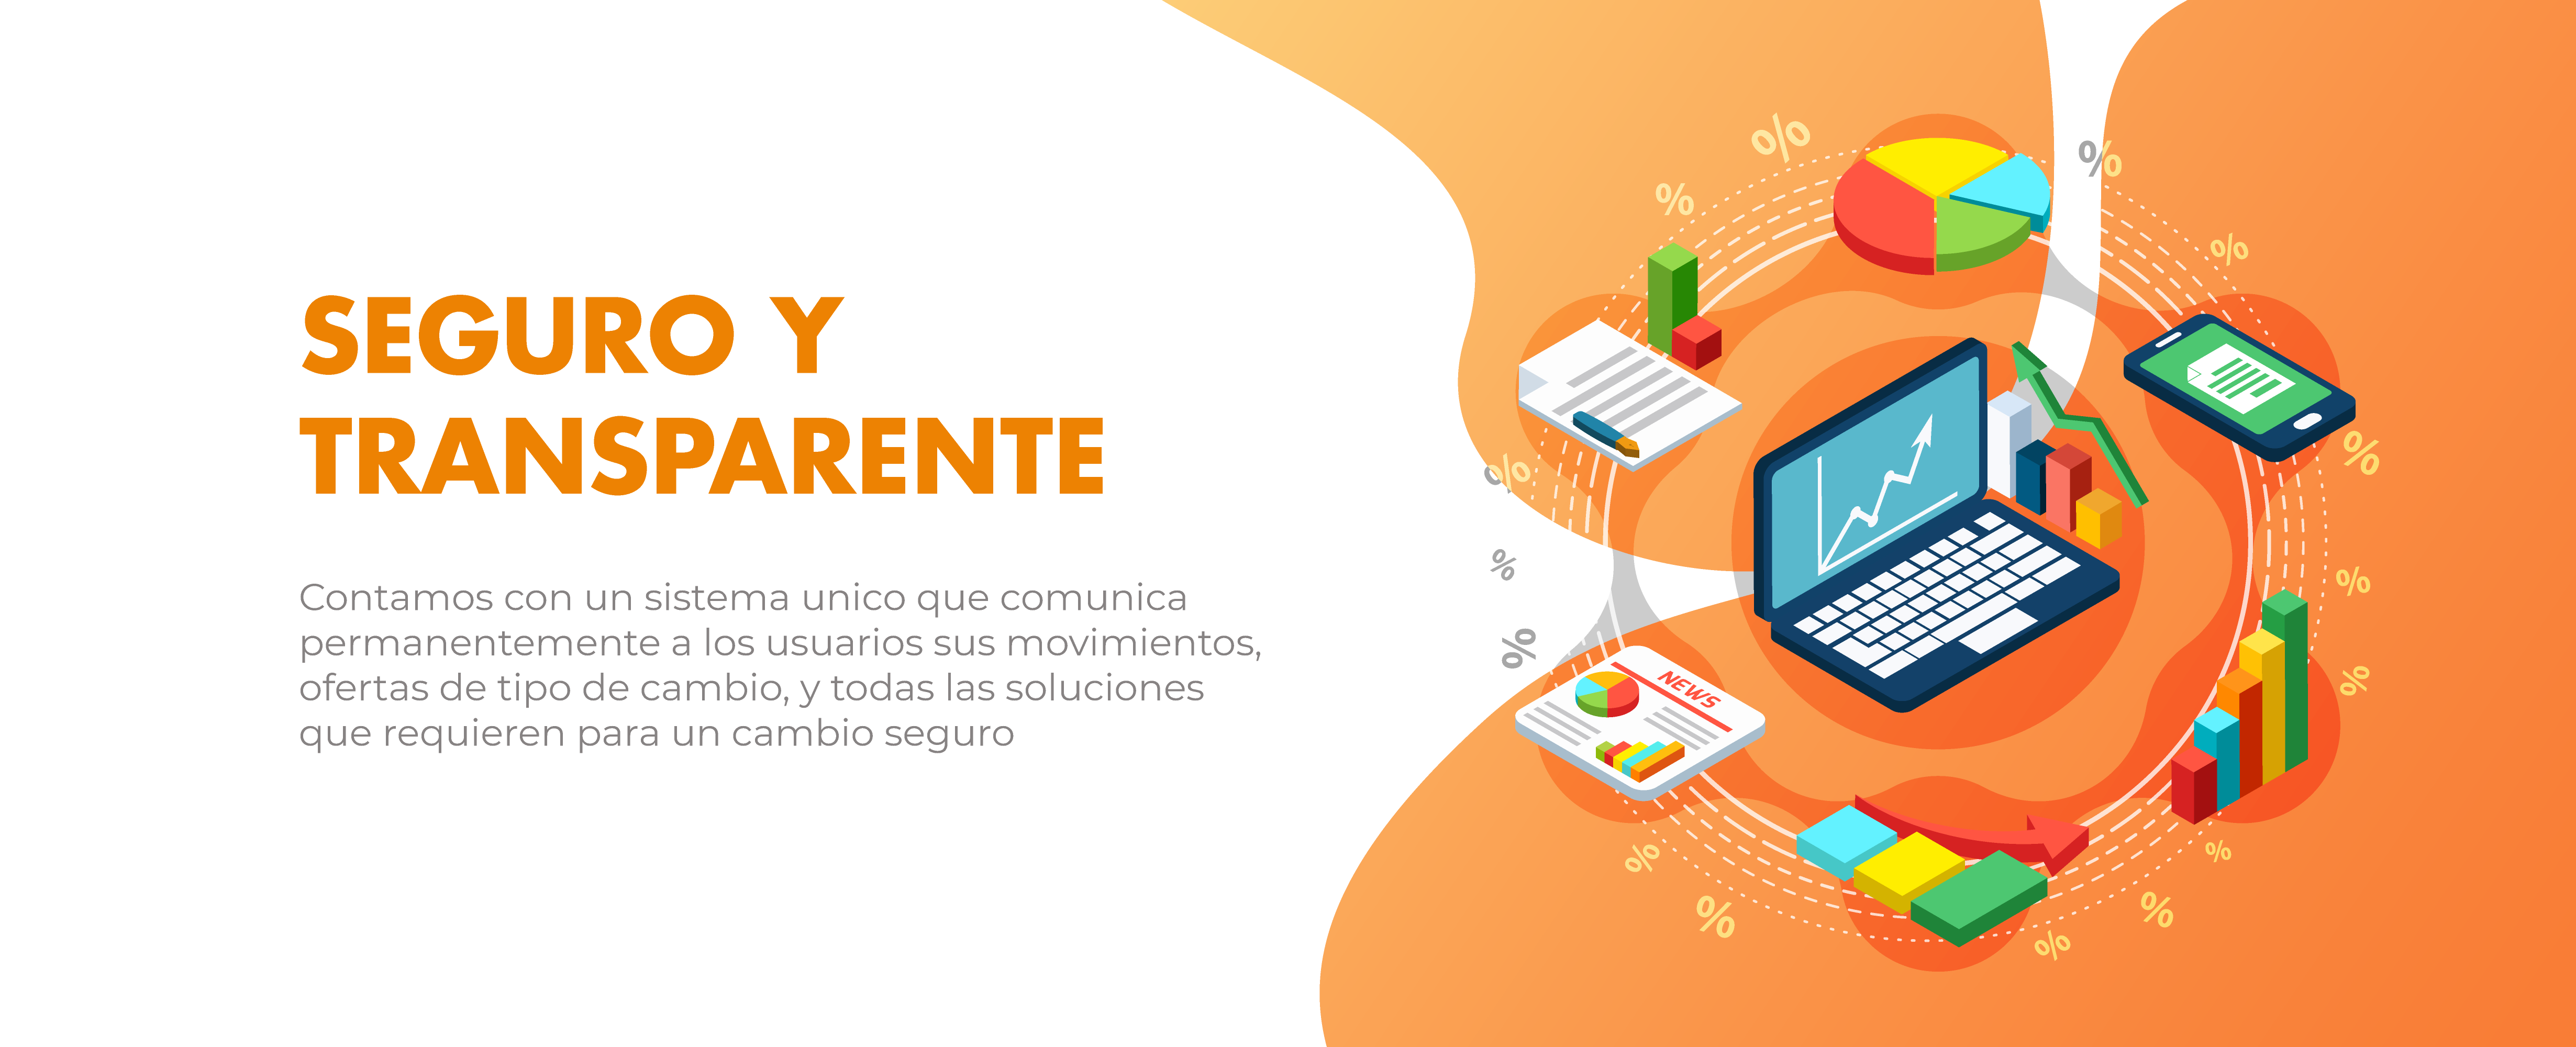 SEGURO Y
TRANSPARENTE
Contamos con un sistema unico que comunica
permanentemente a los usuarios sus movimientos,
ofertas de tipo de cambio, y todas las soluciones
que requieren para un cambio seguro
%
%
%
%
%
%
%
%
NEWS
%
%
%
%
%
%
%